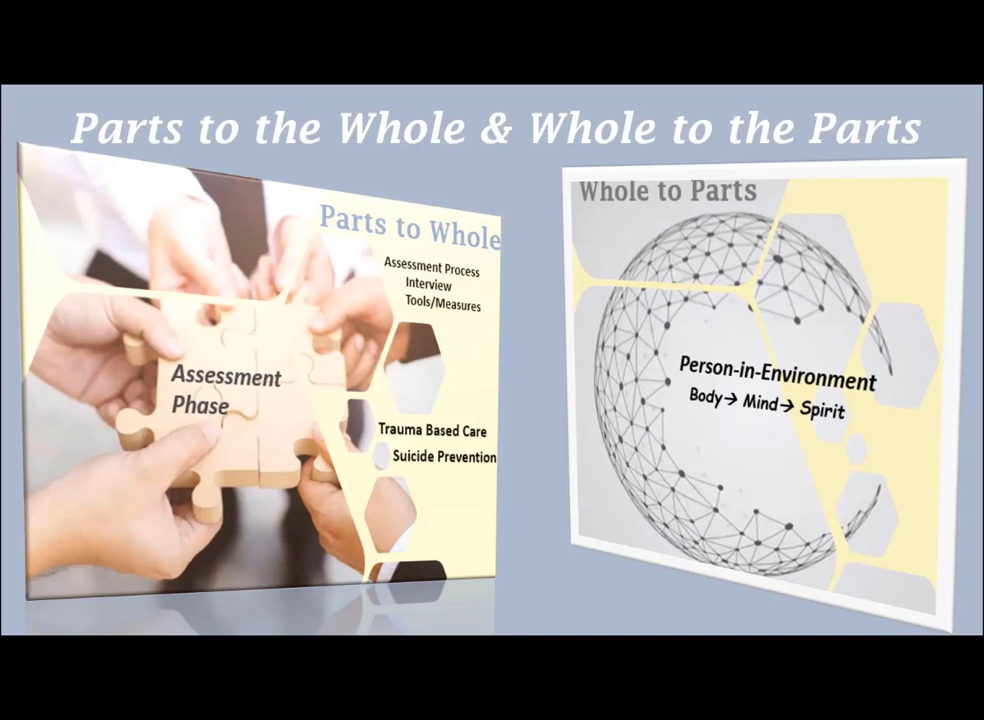 Parts to the Whole & Whole to the Parts
Parts to Whole
Assessment Process
Interview
Tools/Measures
Assessment
Phase
Trauma Based Care
Suicide Prevention
Whole to Parts
Person-in-Environment
Body→ Mind→ Spirit